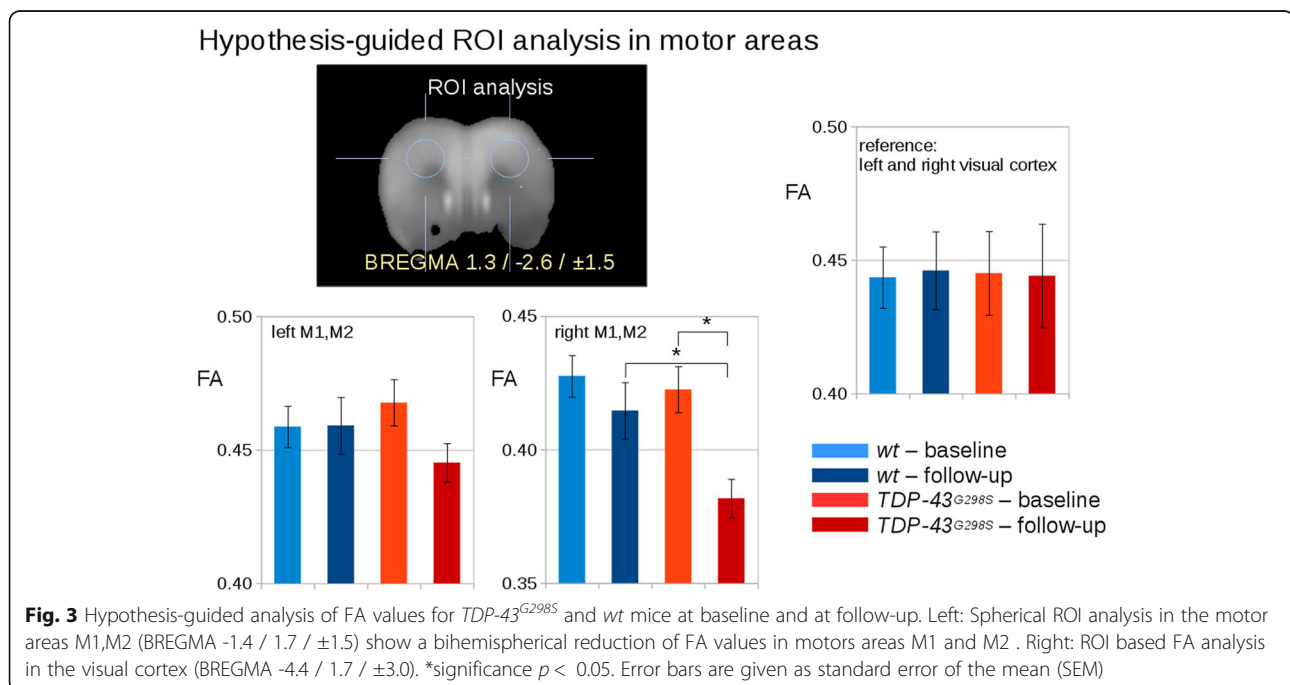 Hypothesis-guided ROI analysis in motor areas
ROI analysis
BREGMA 1.3 / -2.6 / ±1.5
0.50
reference:
left and right visual cortex
FA
0.45
0.40
0.50
left M1,M2
FA
0.45
0.40
0.45
right M1,M2
*
*
FA
0.40
0.35
wt – baseline
wt – follow-up
TDP-43G298S – baseline
TDP-43G298S – follow-up
Fig. 3 Hypothesis-guided analysis of FA values for TDP-43G298S and wt mice at baseline and at follow-up. Left: Spherical ROI analysis in the motor
areas M1,M2 (BREGMA -1.4 / 1.7 / ±1.5) show a bihemispherical reduction of FA values in motors areas M1 and M2 . Right: ROI based FA analysis
in the visual cortex (BREGMA -4.4 / 1.7 / ±3.0). *significance p < 0.05. Error bars are given as standard error of the mean (SEM)